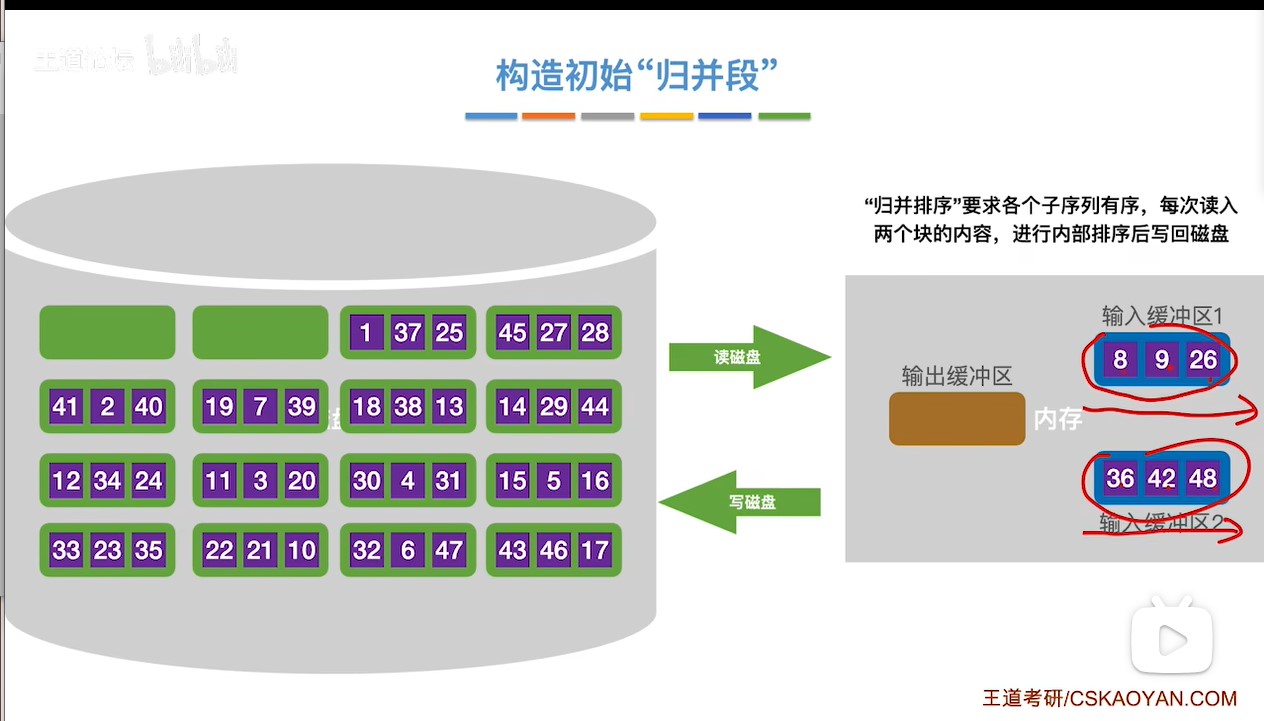 王道论坛 bilibili
构造初始“归并段”
“归并排序”要求各个子序列有序，每次读入
两个块的内容，进行内部排序后写回磁盘
1 37 25 45 27 28
41 2 40 19 7 39 18 38 13 14 29 44
12 34 24 11 3 20 30 4 31 15 5 16
33 23 35 22 21 10 32 6 47 43 46 17
读磁盘
写磁盘
输出缓冲区
内存
输入缓冲区1
8 9 26
36 42 48
输入缓冲区2
王道考研/CSKAOYAN.COM